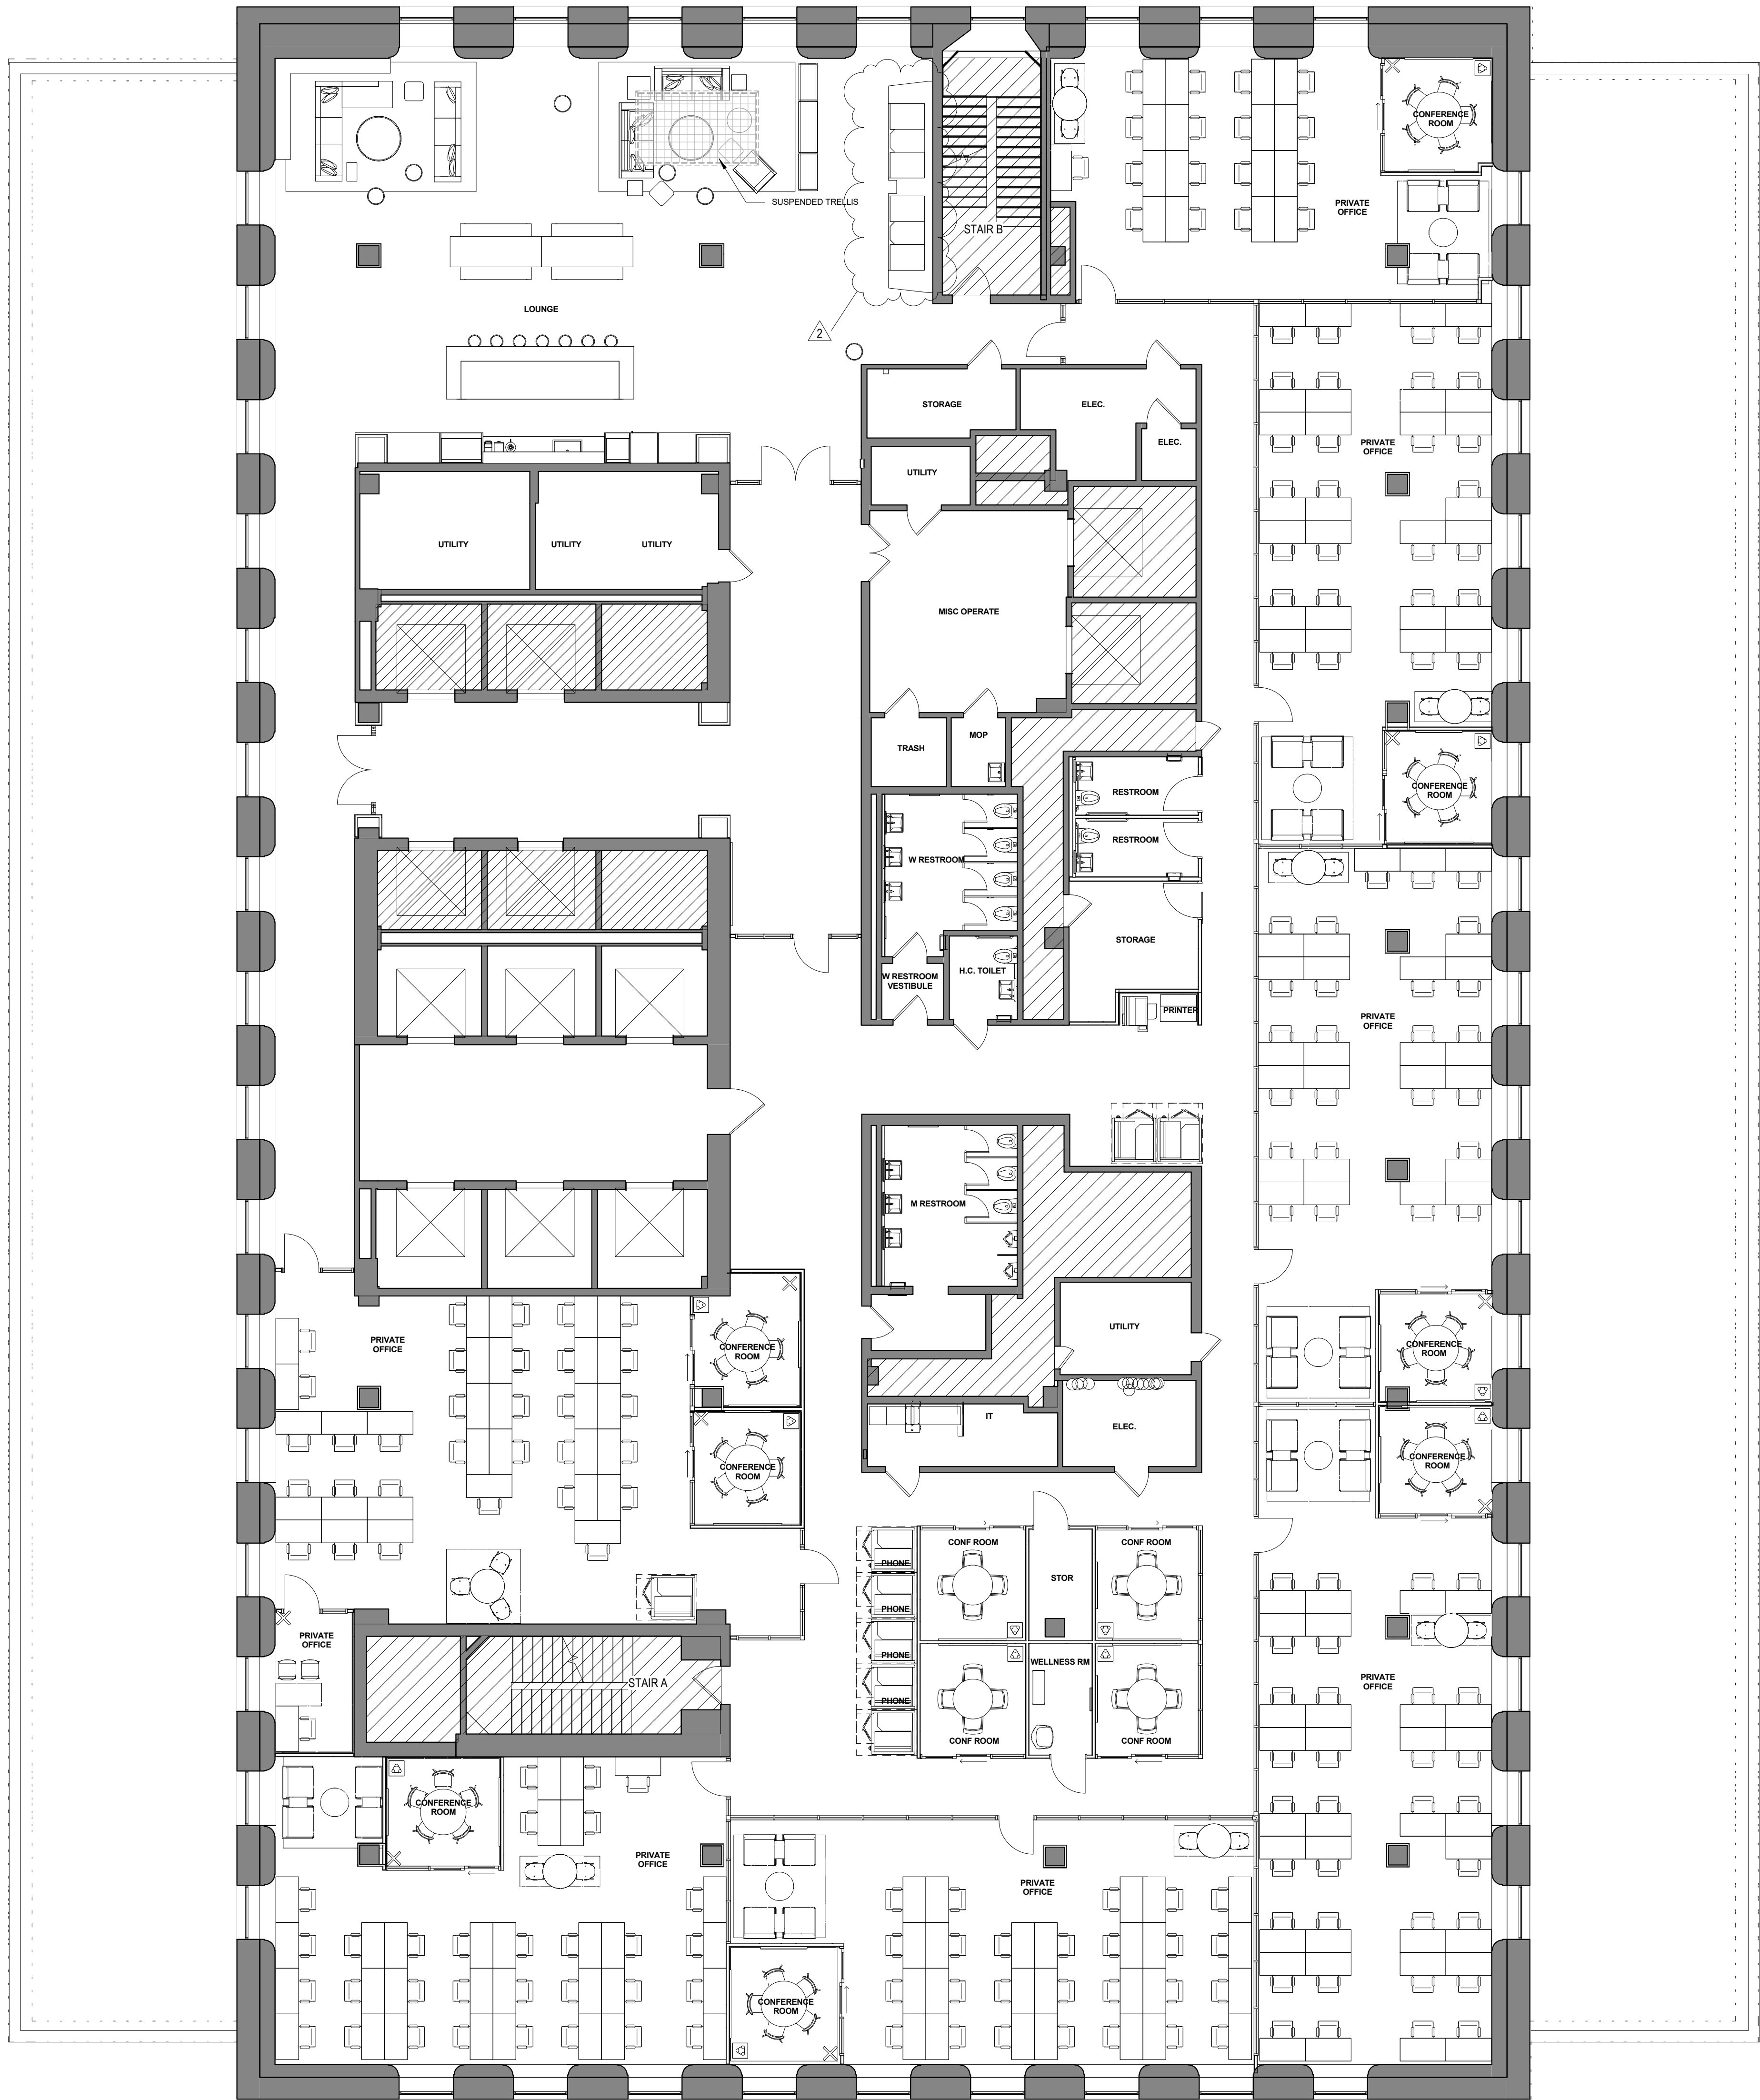 CONFERENCE
ROOM
SUSPENDED TRELLIS
PRIVATE
OFFICE
STAIR B
LOUNGE
2
STORAGE
ELEC.
ELEC.
PRIVATE
OFFICE
UTILITY
UTILITY
UTILITY
UTILITY
MISC OPERATE
TRASH
MOP
CONFERENCE
ROOM
RESTROOM
RESTROOM
W RESTROOM
STORAGE
W RESTROOM
VESTIBULE
H.C. TOILET
PRINTER
PRIVATE
OFFICE
M RESTROOM
UTILITY
PRIVATE
OFFICE
CONFERENCE
ROOM
CONFERENCE
ROOM
IT
ELEC.
CONFERENCE
ROOM
CONFERENCE
ROOM
CONF ROOM
CONF ROOM
PHONE
STOR
PHONE
PRIVATE
OFFICE
PHONE
WELLNESS RM
STAIR A
PHONE
PRIVATE
OFFICE
CONF ROOM
CONF ROOM
CONFERENCE
ROOM
PRIVATE
OFFICE
PRIVATE
OFFICE
CONFERENCE
ROOM